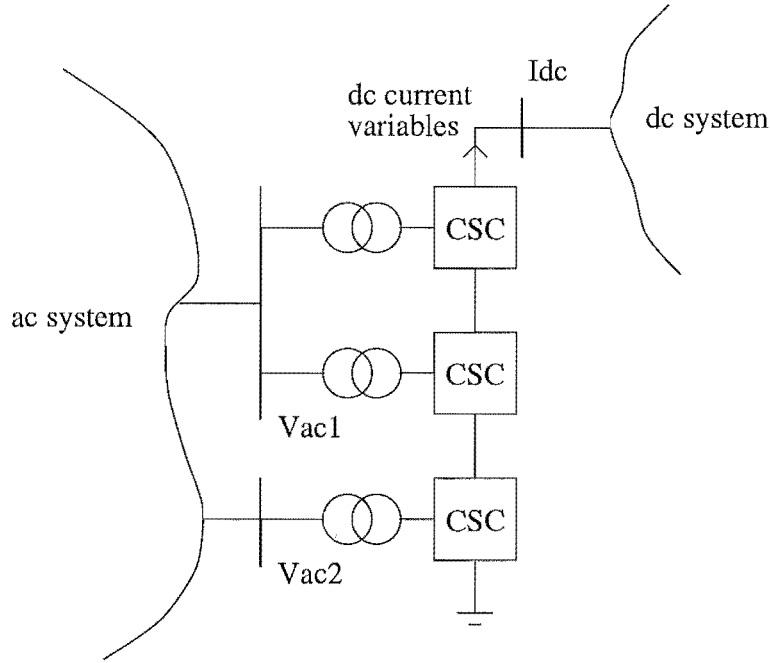 Idc
dc current
variables
dc system
CSC
ac system
CSC
Vac1
CSC
Vac2